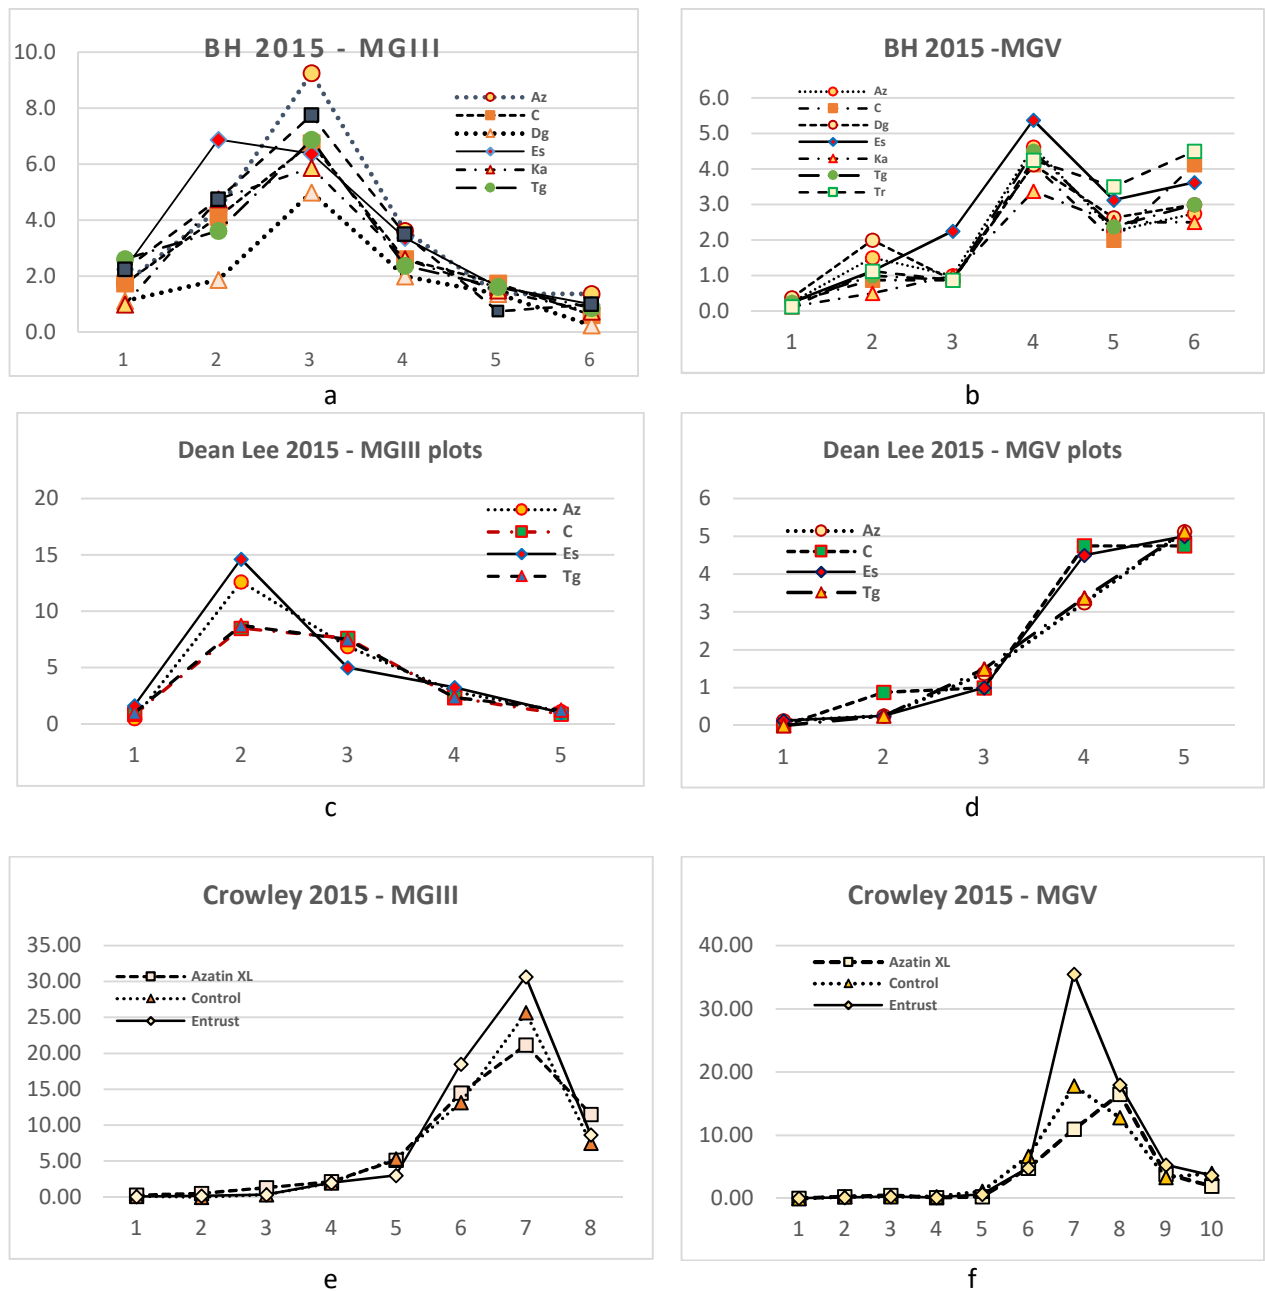 BH 2015 - MGIII
10.0
8.0
6.0
4.0
2.0
0.0
Az
C
Dg
Es
Ka
Tg
1 2 3 4 5 6
a
BH 2015 -MGV
6.0
5.0
4.0
3.0
2.0
1.0
0.0
Az
C
Dg
Es
Ka
Tg
Tr
1 2 3 4 5 6
b
Dean Lee 2015 - MGIII plots
20
15
10
5
0
Az
C
Es
Tg
1 2 3 4 5
c
Dean Lee 2015 - MGV plots
6
5
4
3
2
1
0
Az
C
Es
Tg
1 2 3 4 5
d
Crowley 2015 - MGIII
35.00
30.00
25.00
20.00
15.00
10.00
5.00
0.00
Azatin XL
Control
Entrust
1 2 3 4 5 6 7 8
e
Crowley 2015 - MGV
40.00
30.00
20.00
10.00
0.00
Azatin XL
Control
Entrust
1 2 3 4 5 6 7 8 9 10
f